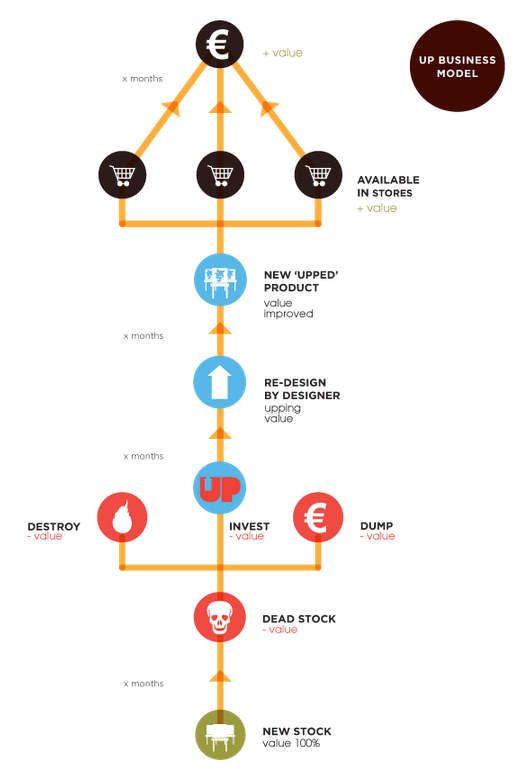 €
+ value
UP BUSINESS
MODEL
x months
AVAILABLE
IN STORES
+ value
NEW ‘UPPED’
PRODUCT
value
improved
x months
RE-DESIGN
BY DESIGNER
upping
value
x months
UP
€
DESTROY
- value
INVEST
- value
DUMP
- value
DEAD STOCK
- value
x months
NEW STOCK
value 100%